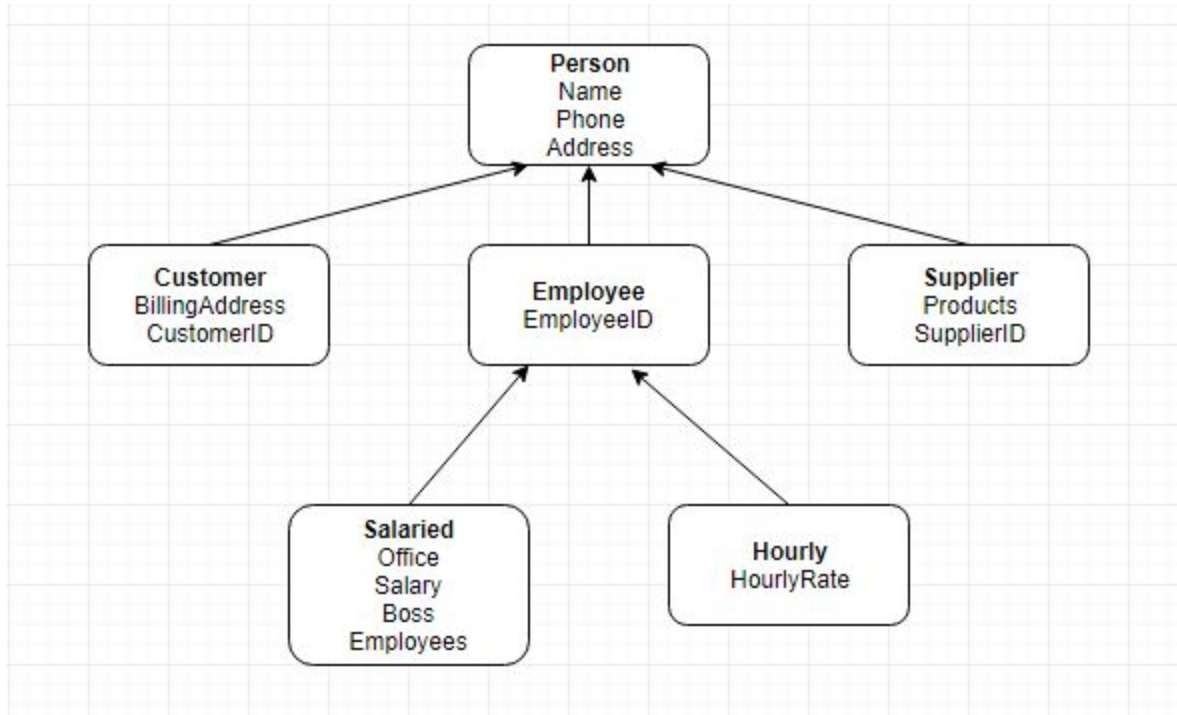 Person
Name
Phone
Address
Customer
BillingAddress
CustomerID
Employee
EmployeeID
Supplier
Products
SupplierID
Salaried
Office
Salary
Boss
Employees
Hourly
HourlyRate